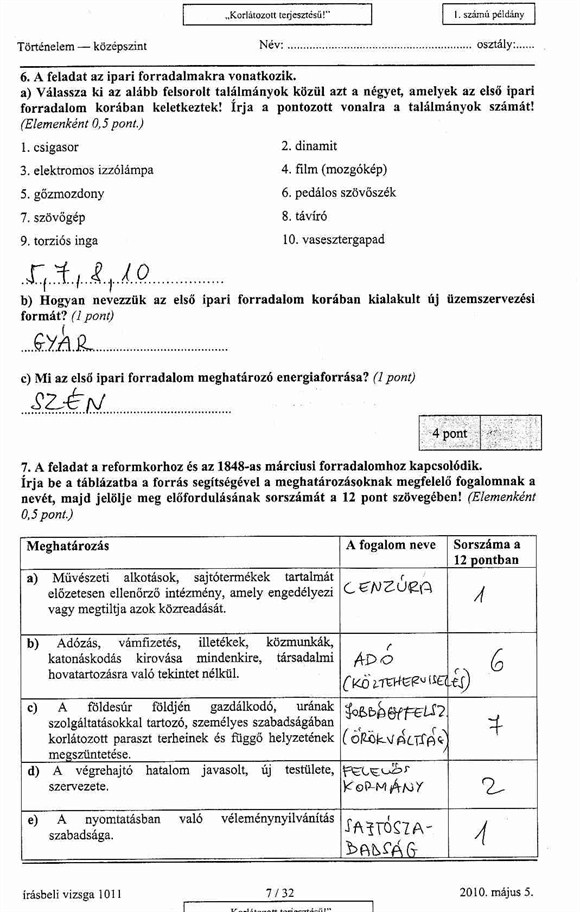 „Korlátozott terjesztésű!”
1. számú példány
Történelem — középszint Név: .............................. osztály:......
6. A feladat az ipari forradalmakra vonatkozik.
a) Válassza ki az alább felsorolt találmányok közül azt a négyet, amelyek az első ipari
forradalom korában keletkeztek! Írja a pontozott vonalra a találmányok számát!
(Elemenként 0,5 pont.)
1. csigasor 2. dinamit
3. elektromos izzólámpa 4. film (mozgókép)
5. gőzmozdony 6. pedálos szövőszék
7. szövőgép 8. távíró
9. torziós inga 10. vasesztergapad
5, 7, 8, 10
b) Hogyan nevezzük az első ipari forradalom korában kialakult új üzemszervezési
formát? (1 pont)
GYÁR
c) Mi az első ipari forradalom meghatározó energiaforrása? (1 pont)
SZÉN
4 pont
7. A feladat a reformkorhoz és az 1848-as márciusi forradalomhoz kapcsolódik.
Írja be a táblázatba a forrás segítségével a meghatározásoknak megfelelő fogalomnak a
nevét, majd jelölje meg előfordulásának sorszámát a 12 pont szövegében! (Elemenként
0,5 pont.)
Meghatározás A fogalom neve Sorszáma a
12 pontban
a) Művészeti alkotások, sajtótermékek tartalmát
előzetesen ellenőrző intézmény, amely engedélyezi
vagy megtiltja azok közreadását.
CENZÚRA
1
b) Adózás, vámfizetés, illetékek, közmunkák,
katonáskodás kirovása mindenkire, társadalmi
hovatartozásra való tekintet nélkül.
ADÓ
(KÖZTEHERVISELÉS)
6
c) A földesúr földjén gazdálkodó, urának
szolgáltatásokkal tartozó, személyes szabadságában
korlátozott paraszt terheinek és függő helyzetének
megszüntetése.
JOBBÁGYFELSZ.
(ÖRÖKVÁLTSÁG)
7
d) A végrehajtó hatalom javasolt, új testülete,
szervezete.
FELELŐS
KORMÁNY
2
e) A nyomtatásban való véleménynyilvánítás
szabadsága.
SAJTÓSZA-
BADSÁG
1
írásbeli vizsga 1011 7 / 32 2010. május 5.
Korlátozott terjesztésű!”